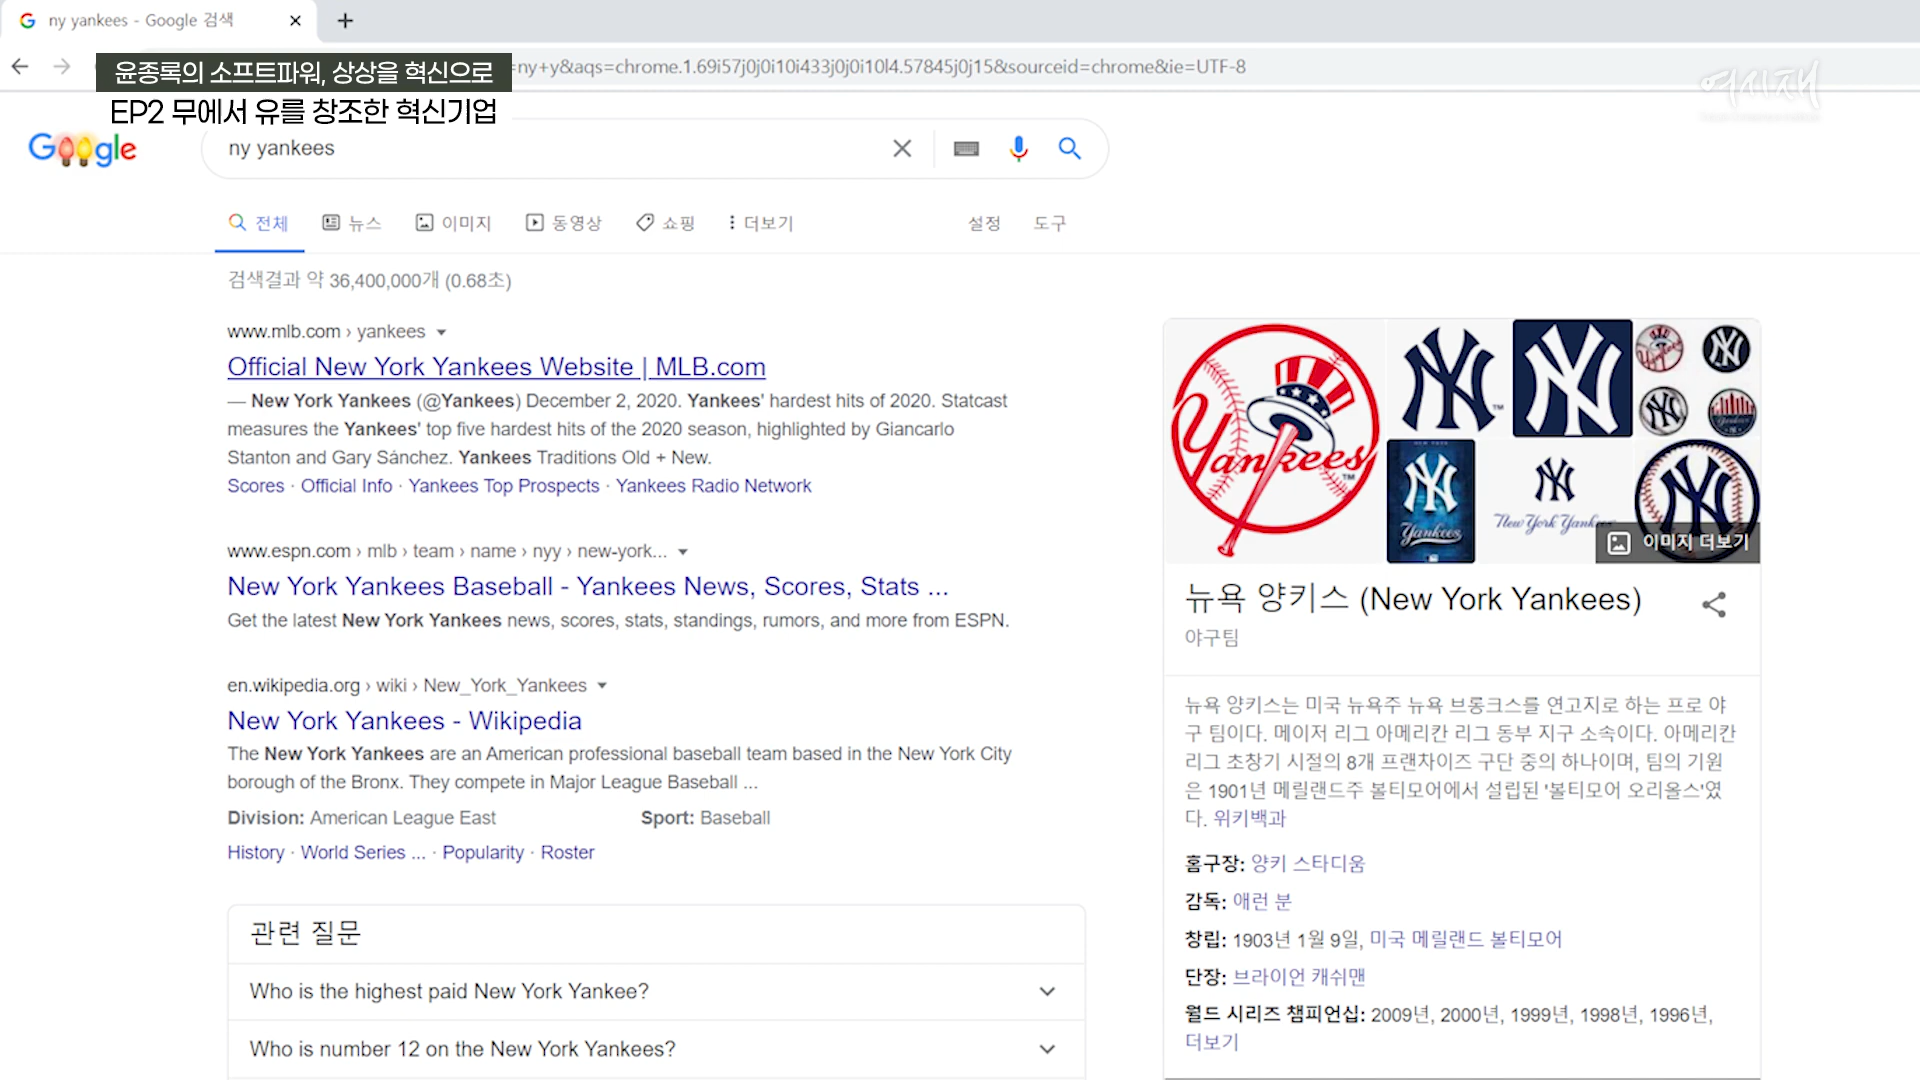 ny yankees - Google 검색
윤종록의 소프트파워, 상상을 혁신으로
=ny+y&aqs=chrome.1.69i57j0j0i10i433j0j0i10l4.57845j0j15&sourceid=chrome&ie=UTF-8
여시재
EP2 무에서 유를 창조한 혁신기업
Google
ny yankees
전체
뉴스
이미지
동영상
쇼핑
더보기
설정
도구
검색결과 약 36,400,000개 (0.68초)
www.mlb.com › yankees
Official New York Yankees Website | MLB.com
— New York Yankees (@Yankees) December 2, 2020. Yankees' hardest hits of 2020. Statcast
measures the Yankees' top five hardest hits of the 2020 season, highlighted by Giancarlo
Stanton and Gary Sánchez. Yankees Traditions Old + New.
Scores · Official Info · Yankees Top Prospects · Yankees Radio Network
www.espn.com › mlb › team › name › nyy › new-york...
New York Yankees Baseball - Yankees News, Scores, Stats ...
Get the latest New York Yankees news, scores, stats, standings, rumors, and more from ESPN.
en.wikipedia.org › wiki › New_York_Yankees
New York Yankees - Wikipedia
The New York Yankees are an American professional baseball team based in the New York City
borough of the Bronx. They compete in Major League Baseball ...
Division: American League East
Sport: Baseball
History · World Series ... · Popularity · Roster
관련 질문
Who is the highest paid New York Yankee?
Who is number 12 on the New York Yankees?
Yankees
TM
NY
TM
NY
NY
Yankees
NY
New York Yankees
NY
이미지 더보기
뉴욕 양키스 (New York Yankees)
야구팀
뉴욕 양키스는 미국 뉴욕주 뉴욕 브롱크스를 연고지로 하는 프로 야
구 팀이다. 메이저 리그 아메리칸 리그 동부 지구 소속이다. 아메리칸
리그 초창기 시절의 8개 프랜차이즈 구단 중의 하나이며, 팀의 기원
은 1901년 메릴랜드주 볼티모어에서 설립된 '볼티모어 오리올스'였
다. 위키백과
홈구장: 양키 스타디움
감독: 애런 분
창립: 1903년 1월 9일, 미국 메릴랜드 볼티모어
단장: 브라이언 캐쉬맨
월드 시리즈 챔피언십: 2009년, 2000년, 1999년, 1998년, 1996년,
더보기